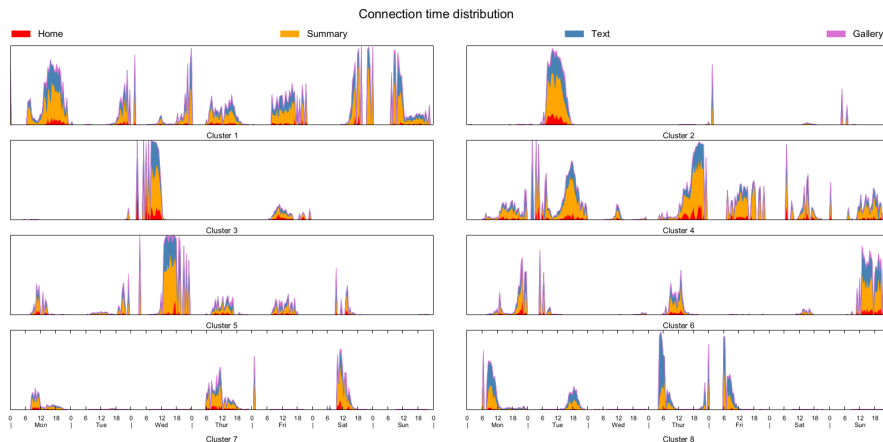 Connection time distribution
Home Summary Text Gallery
Cluster 1 Cluster 2
Cluster 3 Cluster 4
Cluster 5 Cluster 6
0 6 12 18 0 6 12 18 0 6 12 18 0 6 12 18 0 6 12 18 0 6 12 18 0 6 12 18 0 0 6 12 18 0 6 12 18 0 6 12 18 0 6 12 18 0 6 12 18 0 6 12 18 0 6 12 18
| Mon | Tue | Wed | Thur | Fri | Sat | Sun | | Mon | Tue | Wed | Thur | Fri | Sat | Sun
Cluster 7 Cluster 8